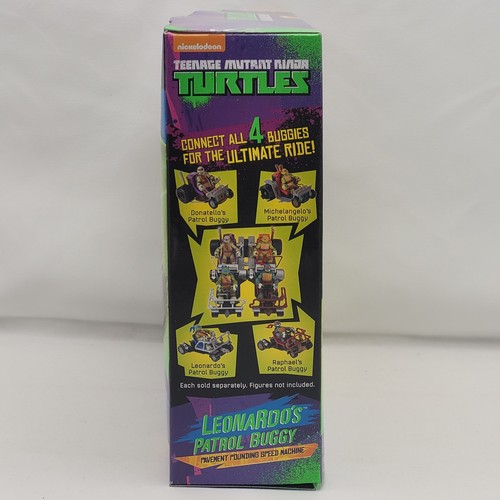 nickelodeon
TEENAGE MUTANT NINJA
TURTLES
CONNECT ALL 4 BUGGIES
FOR THE ULTIMATE RIDE!
Donatello's
Patrol Buggy
Michelangelo's
Patrol Buggy
Leonardo's
Patrol Buggy
Raphael's
Patrol Buggy
Each sold separately. Figures not included.
LEONARDO'S
PATROL BUGGY
PAVEMENT POUNDING SPEED MACHINE